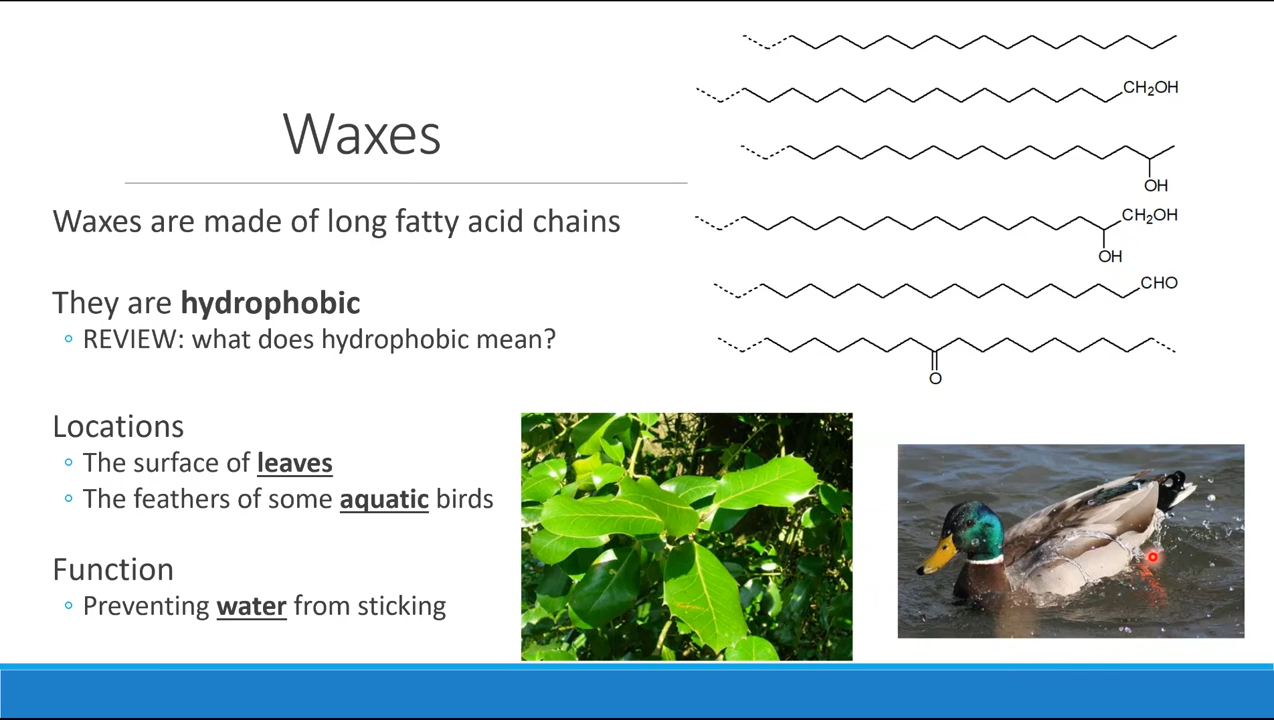 Waxes
Waxes are made of long fatty acid chains
They are hydrophobic
REVIEW: what does hydrophobic mean?
Locations
The surface of leaves
The feathers of some aquatic birds
Function
Preventing water from sticking
CH₂OH
OH
CH₂OH
OH
CHO
O